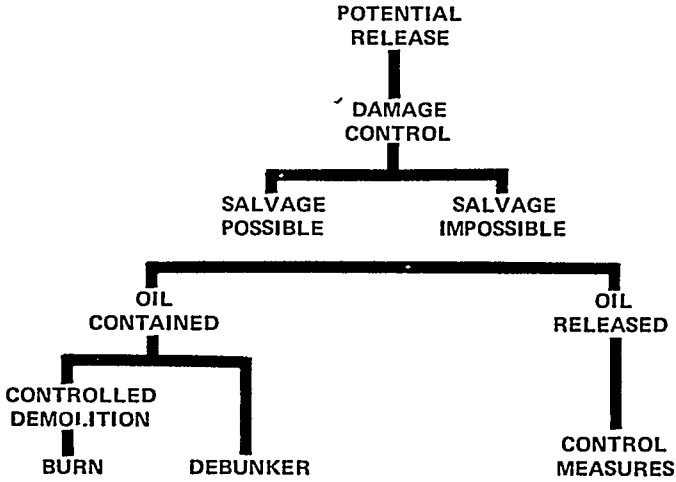 POTENTIAL
RELEASE
DAMAGE
CONTROL
SALVAGE
POSSIBLE
SALVAGE
IMPOSSIBLE
OIL
CONTAINED
OIL
RELEASED
CONTROLLED
DEMOLITION
BURN
DEBUNKER
CONTROL
MEASURES